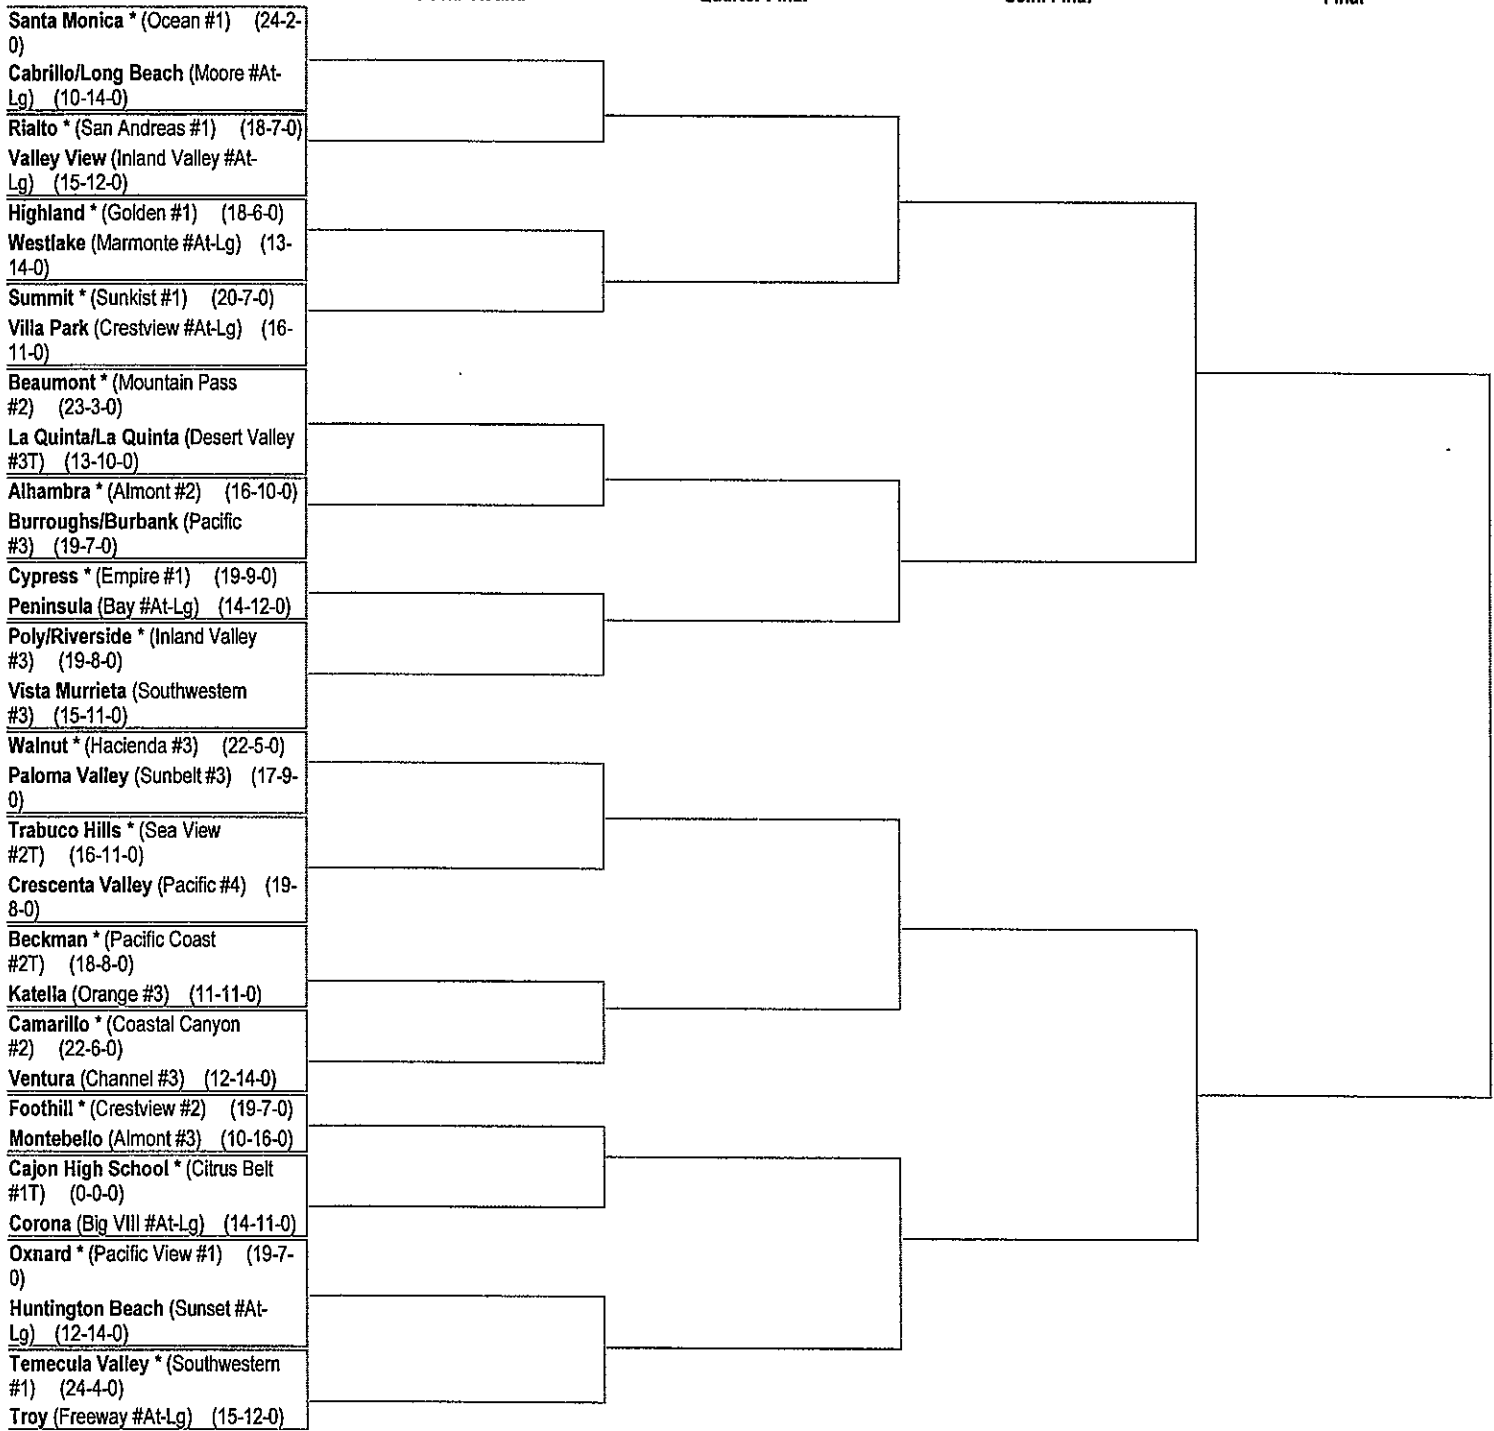 Quarter Final
Final
Santa Monica * (Ocean #1) (24-2-
0)
Cabrillo/Long Beach (Moore #At-
Lg) (10-14-0)
Rialto * (San Andreas #1) (18-7-0)
Valley View (Inland Valley #At-
Lg) (15-12-0)
Highland * (Golden #1) (18-6-0)
Westlake (Marmonte #At-Lg) (13-
14-0)
Summit * (Sunkist #1) (20-7-0)
Villa Park (Crestview #At-Lg) (16-
11-0)
Beaumont * (Mountain Pass
#2) (23-3-0)
La Quinta/La Quinta (Desert Valley
#3T) (13-10-0)
Alhambra * (Almont #2) (16-10-0)
Burroughs/Burbank (Pacific
#3) (19-7-0)
Cypress * (Empire #1) (19-9-0)
Peninsula (Bay #At-Lg) (14-12-0)
Poly/Riverside * (Inland Valley
#3) (19-8-0)
Vista Murrieta (Southwestern
#3) (15-11-0)
Walnut * (Hacienda #3) (22-5-0)
Paloma Valley (Sunbelt #3) (17-9-
0)
Trabuco Hills * (Sea View
#2T) (16-11-0)
Crescenta Valley (Pacific #4) (19-
8-0)
Beckman * (Pacific Coast
#2T) (18-8-0)
Katella (Orange #3) (11-11-0)
Camarillo * (Coastal Canyon
#2) (22-6-0)
Ventura (Channel #3) (12-14-0)
Foothill * (Crestview #2) (19-7-0)
Montebello (Almont #3) (10-16-0)
Cajon High School * (Citrus Belt
#1T) (0-0-0)
Corona (Big VIII #At-Lg) (14-11-0)
Oxnard * (Pacific View #1) (19-7-
0)
Huntington Beach (Sunset #At-
Lg) (12-14-0)
Temecula Valley * (Southwestern
#1) (24-4-0)
Troy (Freeway #At-Lg) (15-12-0)